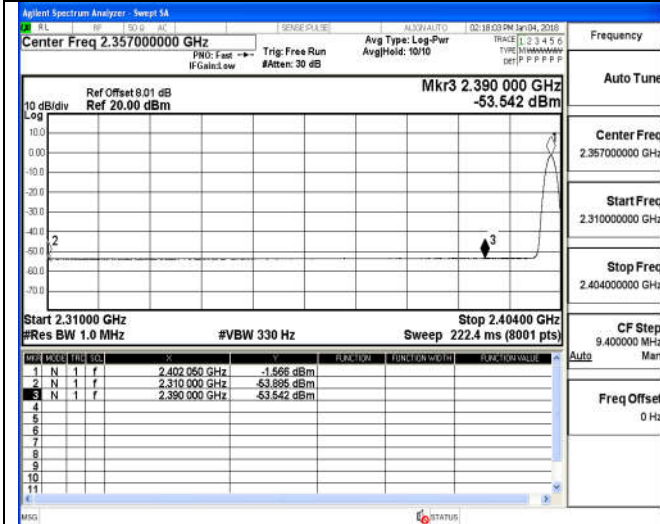 Agilent Spectrum Analyzer - Swept SA
RL RF 50 Ω AC SENSE:PULSE ALIGNAUTO 02:18:03 PM Jan 04, 2018
Center Freq 2.357000000 GHz
PNO: Fast
IFGain:Low
Trig: Free Run
#Atten: 30 dB
Avg Type: Log-Pwr
Avg|Hold: 10/10
TRACE 1 2 3 4 5 6
TYPE MWWWWW
DET P P P P P P
Ref Offset 8.01 dB
Ref 20.00 dBm
10 dB/div
Log
Mkr3 2.390 000 GHz
-53.542 dBm
10.0
0.00
-10.0
-20.0
-30.0
-40.0
-50.0
-60.0
-70.0
1
2
3
Start 2.31000 GHz
Stop 2.40400 GHz
#Res BW 1.0 MHz
#VBW 330 Hz
Sweep 222.4 ms (8001 pts)
MKR MODE TRC SCL X Y FUNCTION FUNCTION WIDTH FUNCTION VALUE
1 N 1 f 2.402 050 GHz -1.566 dBm
2 N 1 f 2.310 000 GHz -53.885 dBm
3 N 1 f 2.390 000 GHz -53.542 dBm
4
5
6
7
8
9
10
11
MSG
STATUS
Frequency
Auto Tune
Center Freq
2.357000000 GHz
Start Freq
2.310000000 GHz
Stop Freq
2.404000000 GHz
CF Step
9.400000 MHz
Auto Man
Freq Offset
0 Hz